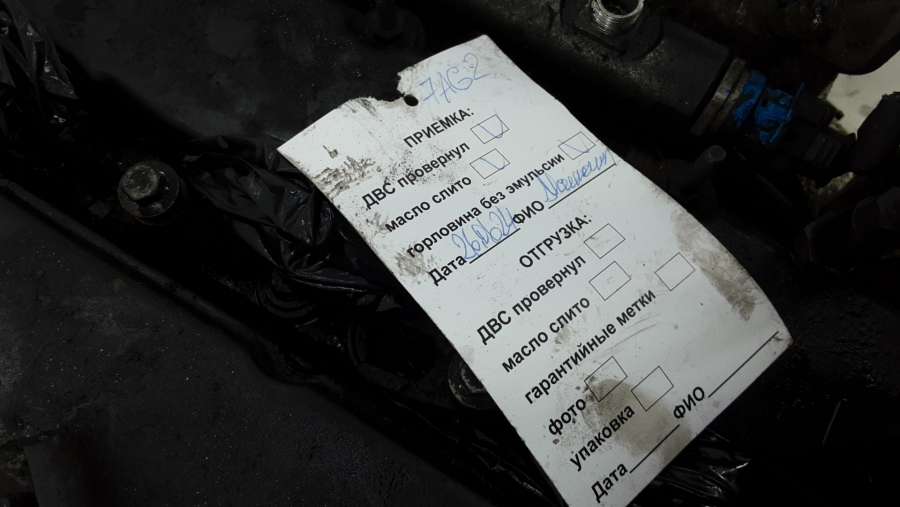 7AG2
ПРИЕМКА:
ДВС провернул
масло слито
горловина без эмульсии
Дата ФИО
ОТГРУЗКА:
ДВС провернул
масло слито
гарантийные метки
фото
упаковка
Дата ФИО